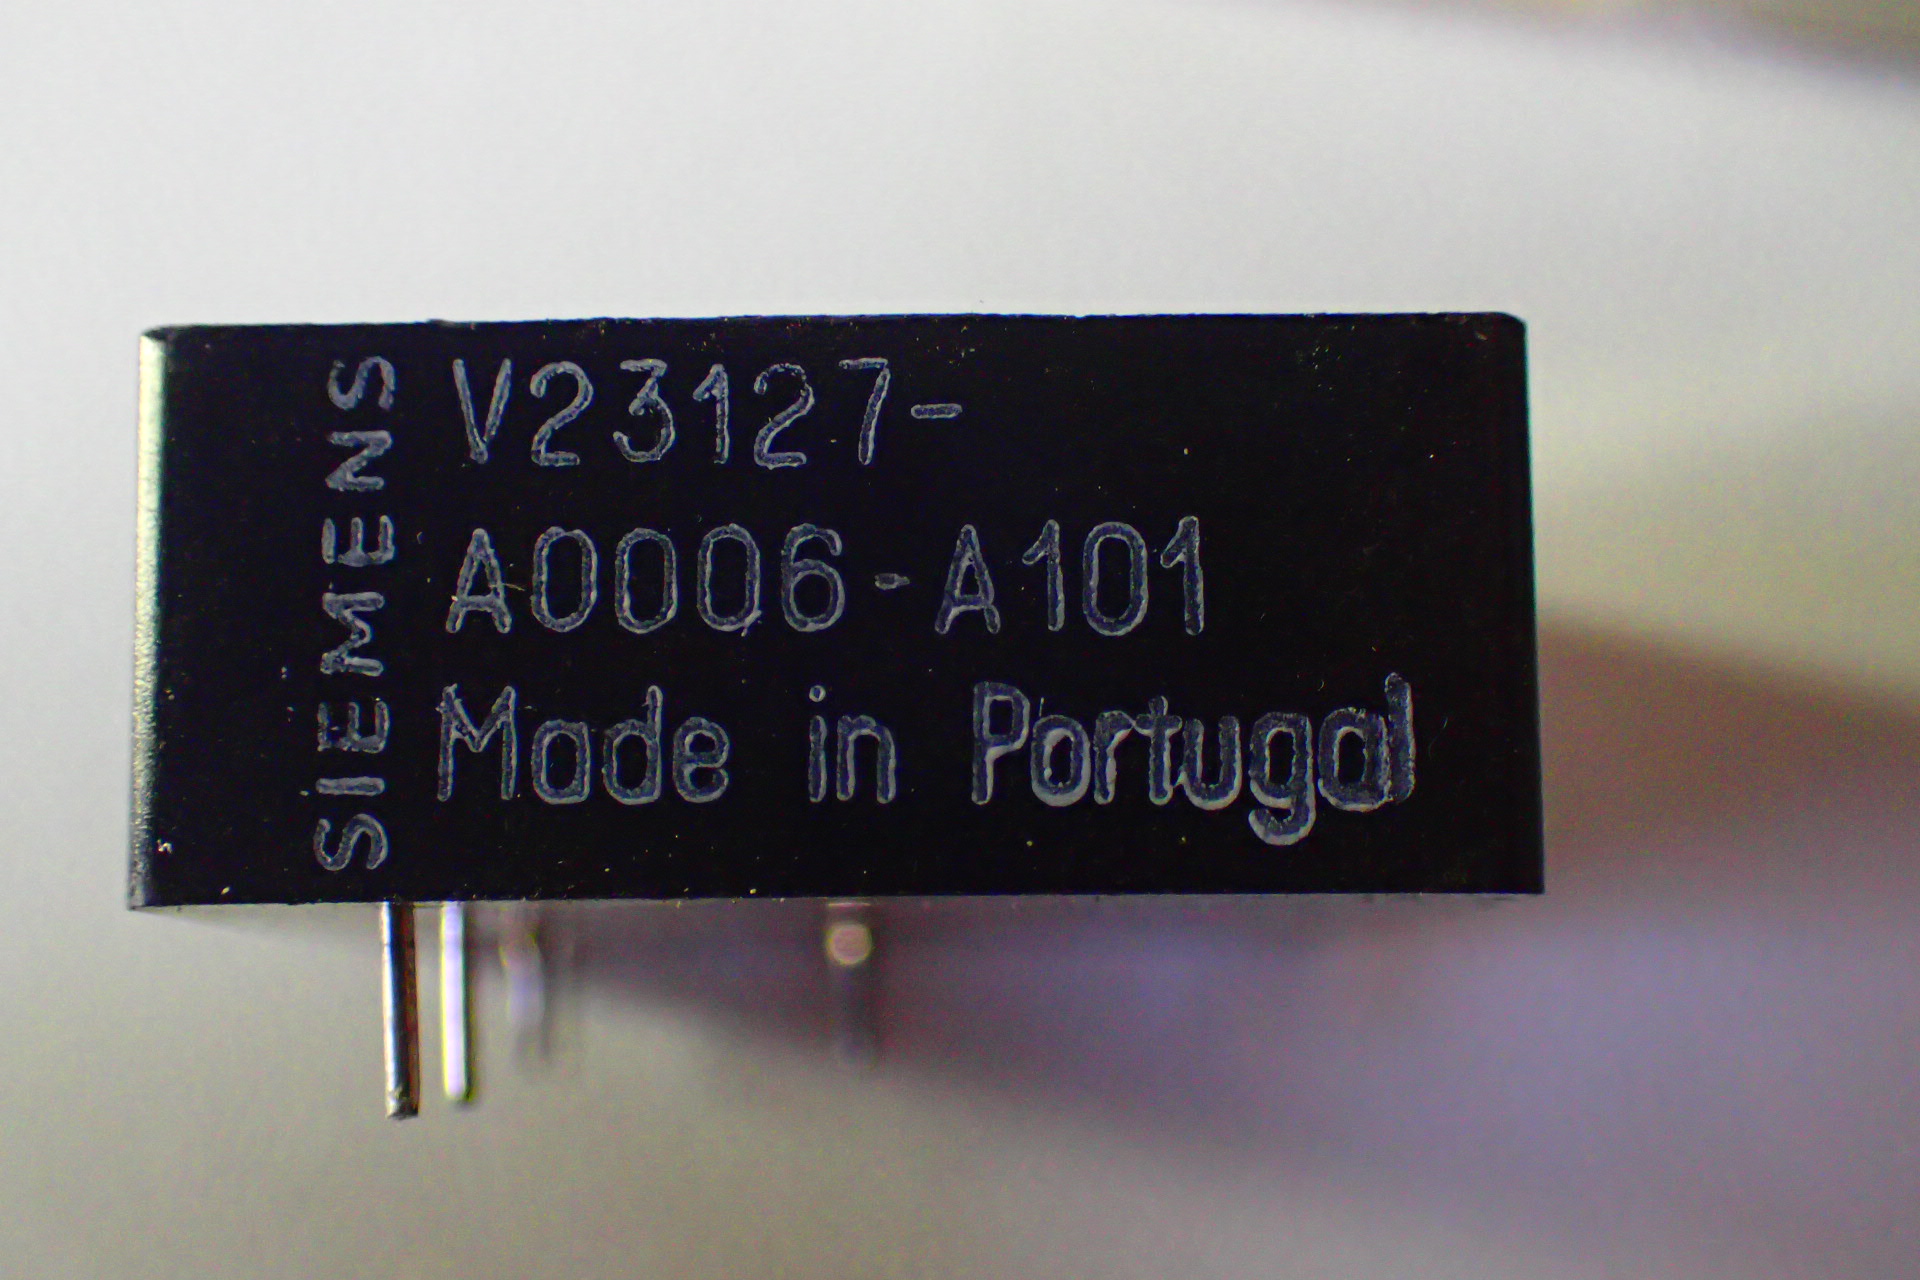 SIEMENS
V23127-
A0006-A101
Made in Portugal